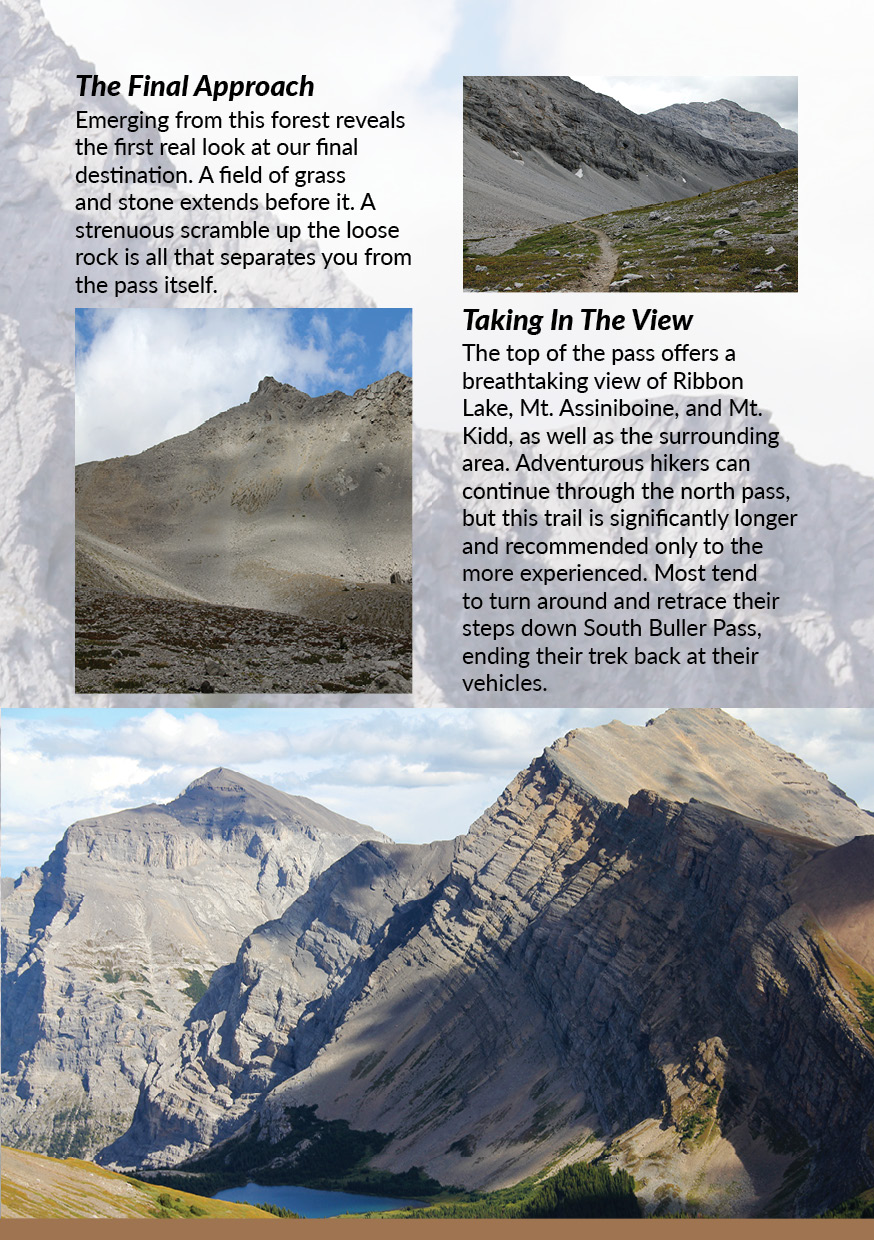 The Final Approach
Emerging from this forest reveals
the first real look at our final
destination. A field of grass
and stone extends before it. A
strenuous scramble up the loose
rock is all that separates you from
the pass itself.
Taking In The View
The top of the pass offers a
breathtaking view of Ribbon
Lake, Mt. Assiniboine, and Mt.
Kidd, as well as the surrounding
area. Adventurous hikers can
continue through the north pass,
but this trail is significantly longer
and recommended only to the
more experienced. Most tend
to turn around and retrace their
steps down South Buller Pass,
ending their trek back at their
vehicles.